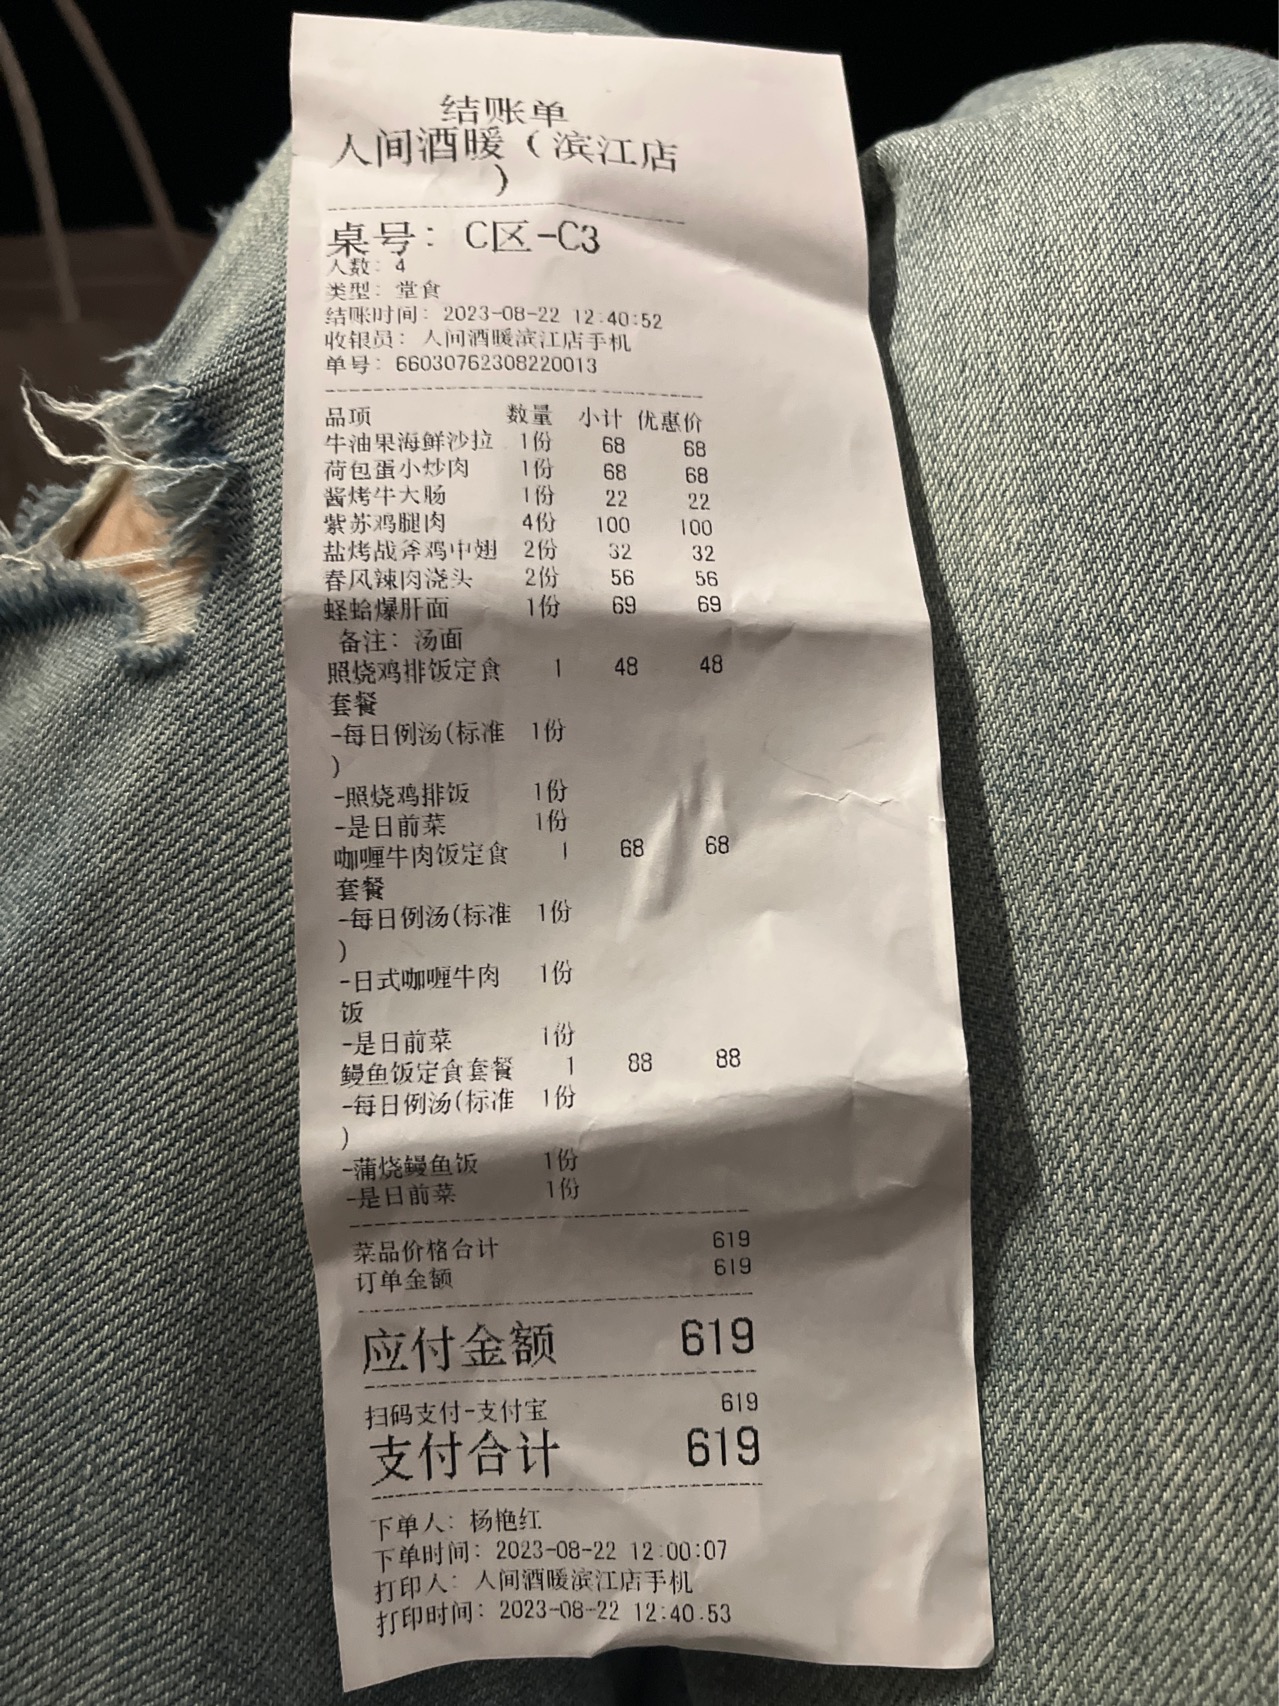 结账单
人间酒暖（滨江店
）
桌号：C区-C3
人数：4
类型：堂食
结账时间：2023-08-22 12:40:52
收银员：人间酒暖滨江店手机
单号：660307623082200​13
品项 数量 小计 优惠价
牛油果海鲜沙拉 1份 68 68
荷包蛋小炒肉 1份 68 68
酱烤牛大肠 1份 22 22
紫苏鸡腿肉 4份 100 100
盐烤战斧鸡中翅 2份 32 32
春风辣肉浇头 2份 56 56
蛏蛤爆肝面 1份 69 69
备注：汤面
照烧鸡排饭定食 1 48 48
套餐
-每日例汤(标准 1份
)
-照烧鸡排饭 1份
-是日前菜 1份
咖喱牛肉饭定食 1 68 68
套餐
-每日例汤(标准 1份
)
-日式咖喱牛肉 1份
饭
-是日前菜 1份
鳗鱼饭定食套餐 1 88 88
-每日例汤(标准 1份
)
-蒲烧鳗鱼饭 1份
-是日前菜 1份
菜品价格合计 619
订单金额 619
应付金额 619
扫码支付-支付宝 619
支付合计 619
下单人：杨艳红
下单时间：2023-08-22 12:00:07
打印人：人间酒暖滨江店手机
打印时间：2023-08-22 12:40:53